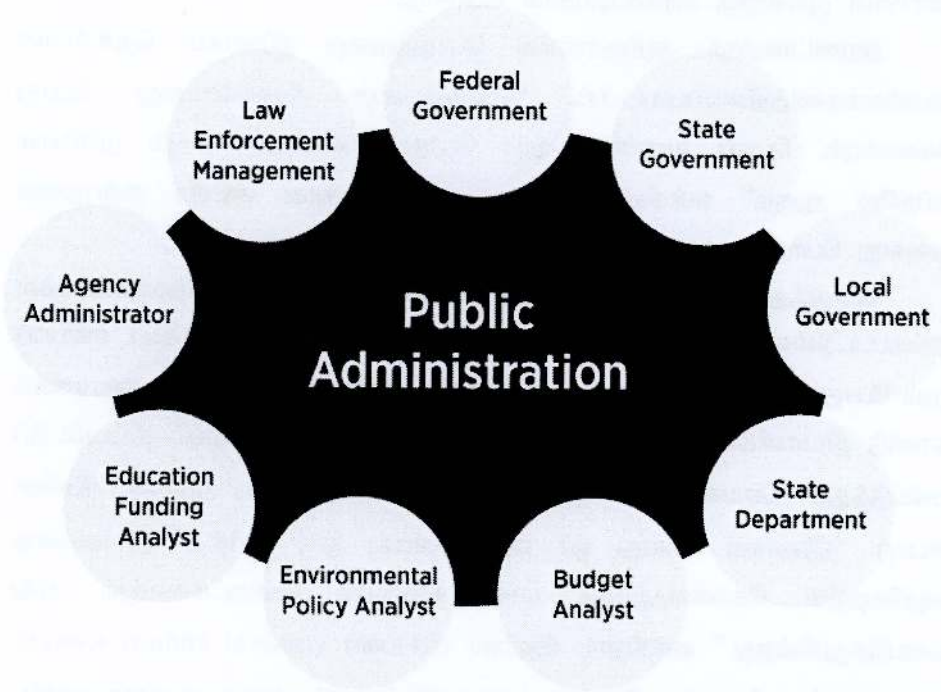 Federal
Government
State
Government
Local
Government
State
Department
Budget
Analyst
Environmental
Policy Analyst
Education
Funding
Analyst
Agency
Administrator
Law
Enforcement
Management
Public
Administration